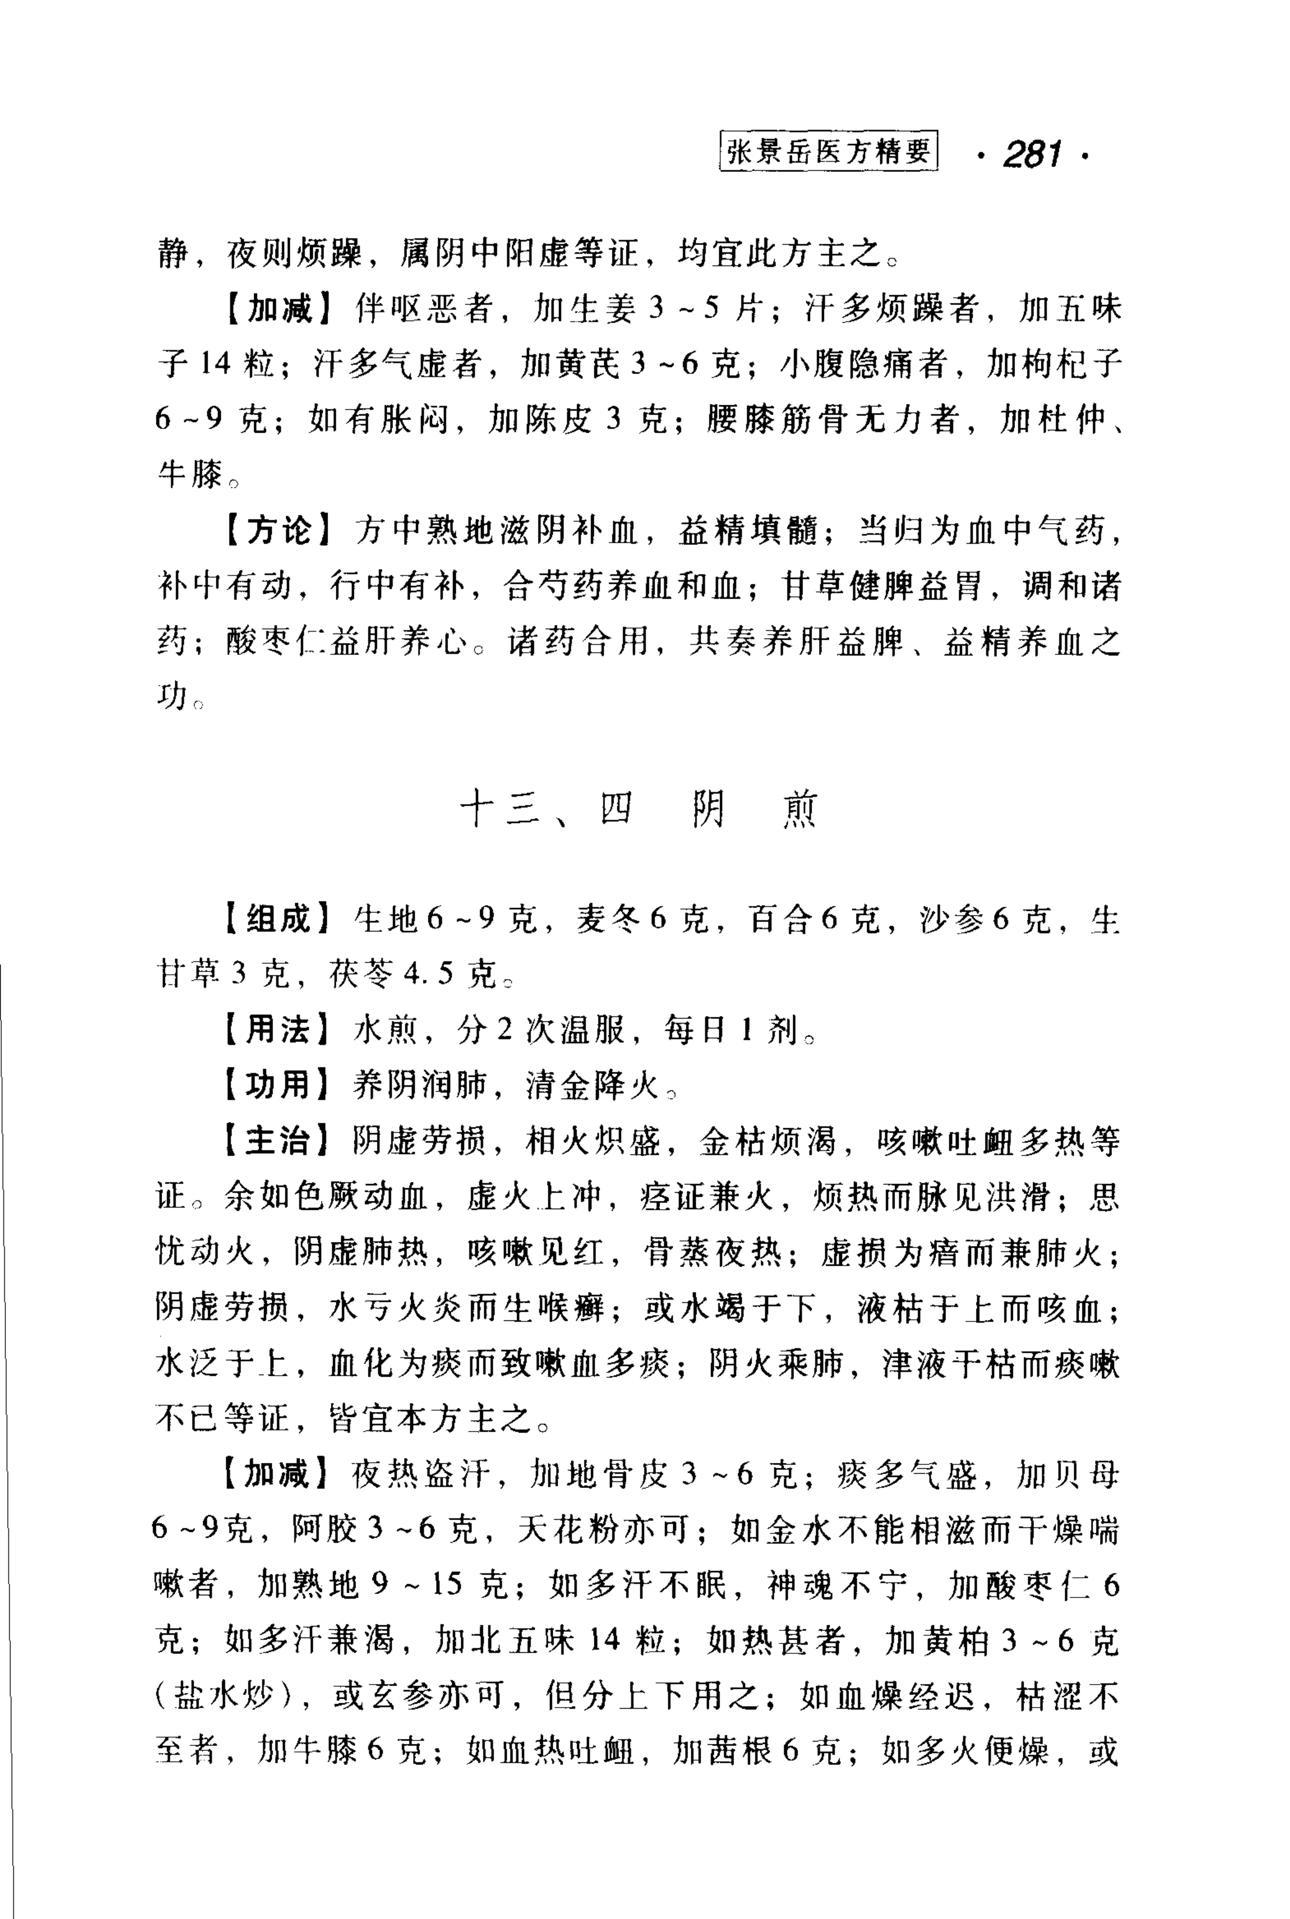 张景岳医方精要 · 281 ·
静，夜则烦躁，属阴中阳虚等证，均宜此方主之。
【加减】伴呕恶者，加生姜3～5片；汗多烦躁者，加五味
子14粒；汗多气虚者，加黄芪3～6克；小腹隐痛者，加枸杞子
6～9克；如有胀闷，加陈皮3克；腰膝筋骨无力者，加杜仲、
牛膝。
【方论】方中熟地滋阴补血，益精填髓；当归为血中气药，
补中有动，行中有补，合芍药养血和血；甘草健脾益胃，调和诸
药；酸枣仁益肝养心。诸药合用，共奏养肝益脾、益精养血之
功。
十三、四 阴 煎
【组成】生地6～9克，麦冬6克，百合6克，沙参6克，生
甘草3克，茯苓4.5克。
【用法】水煎，分2次温服，每日1剂。
【功用】养阴润肺，清金降火。
【主治】阴虚劳损，相火炽盛，金枯烦渴，咳嗽吐衄多热等
证。余如色厥动血，虚火上冲，痉证兼火，烦热而脉见洪滑；思
忧动火，阴虚肺热，咳嗽见红，骨蒸夜热；虚损为瘖而兼肺火；
阴虚劳损，水亏火炎而生喉癣；或水竭于下，液枯于上而咳血；
水泛于上，血化为痰而致嗽血多痰；阴火乘肺，津液干枯而痰嗽
不已等证，皆宜本方主之。
【加减】夜热盗汗，加地骨皮3～6克；痰多气盛，加贝母
6～9克，阿胶3～6克，天花粉亦可；如金水不能相滋而干燥喘
嗽者，加熟地9～15克；如多汗不眠，神魂不宁，加酸枣仁6
克；如多汗兼渴，加北五味14粒；如热甚者，加黄柏3～6克
（盐水炒），或玄参亦可，但分上下用之；如血燥经迟，枯涩不
至者，加牛膝6克；如血热吐衄，加茜根6克；如多火便燥，或